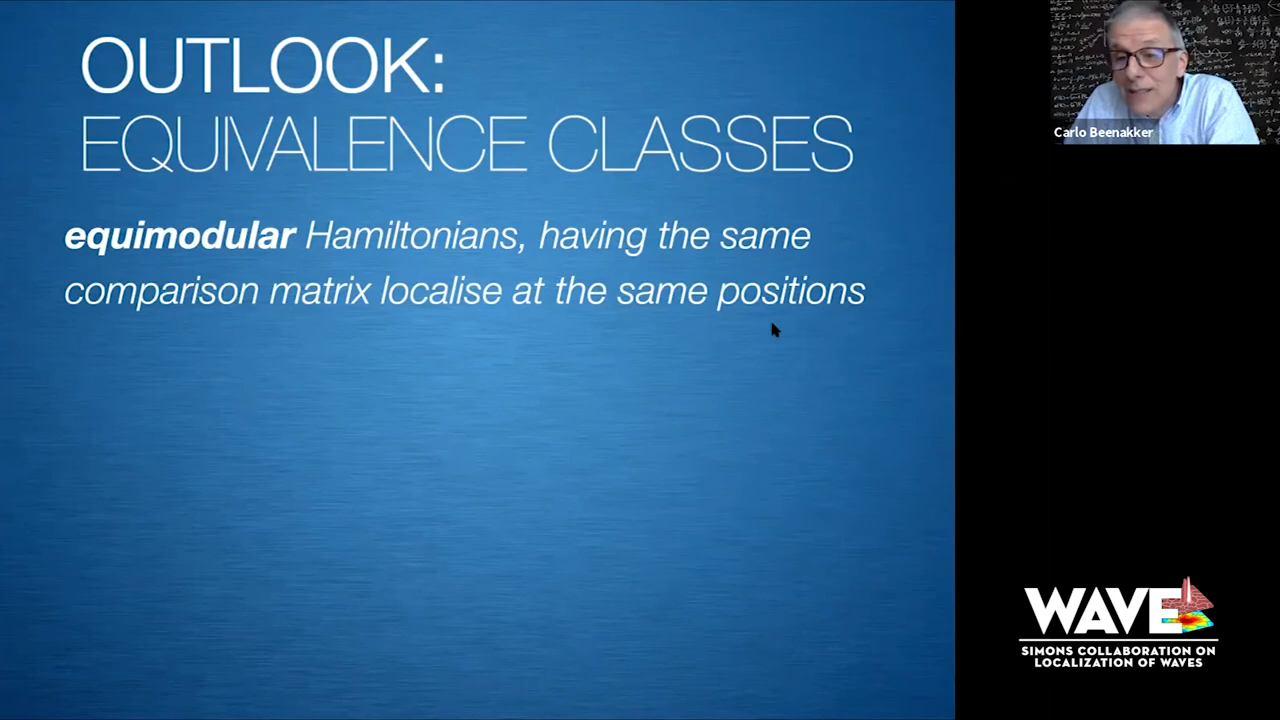 OUTLOOK:
EQUIVALENCE CLASSES
equimodular Hamiltonians, having the same
comparison matrix localise at the same positions
Carlo Beenakker
WAVE
SIMONS COLLABORATION ON
LOCALIZATION OF WAVES